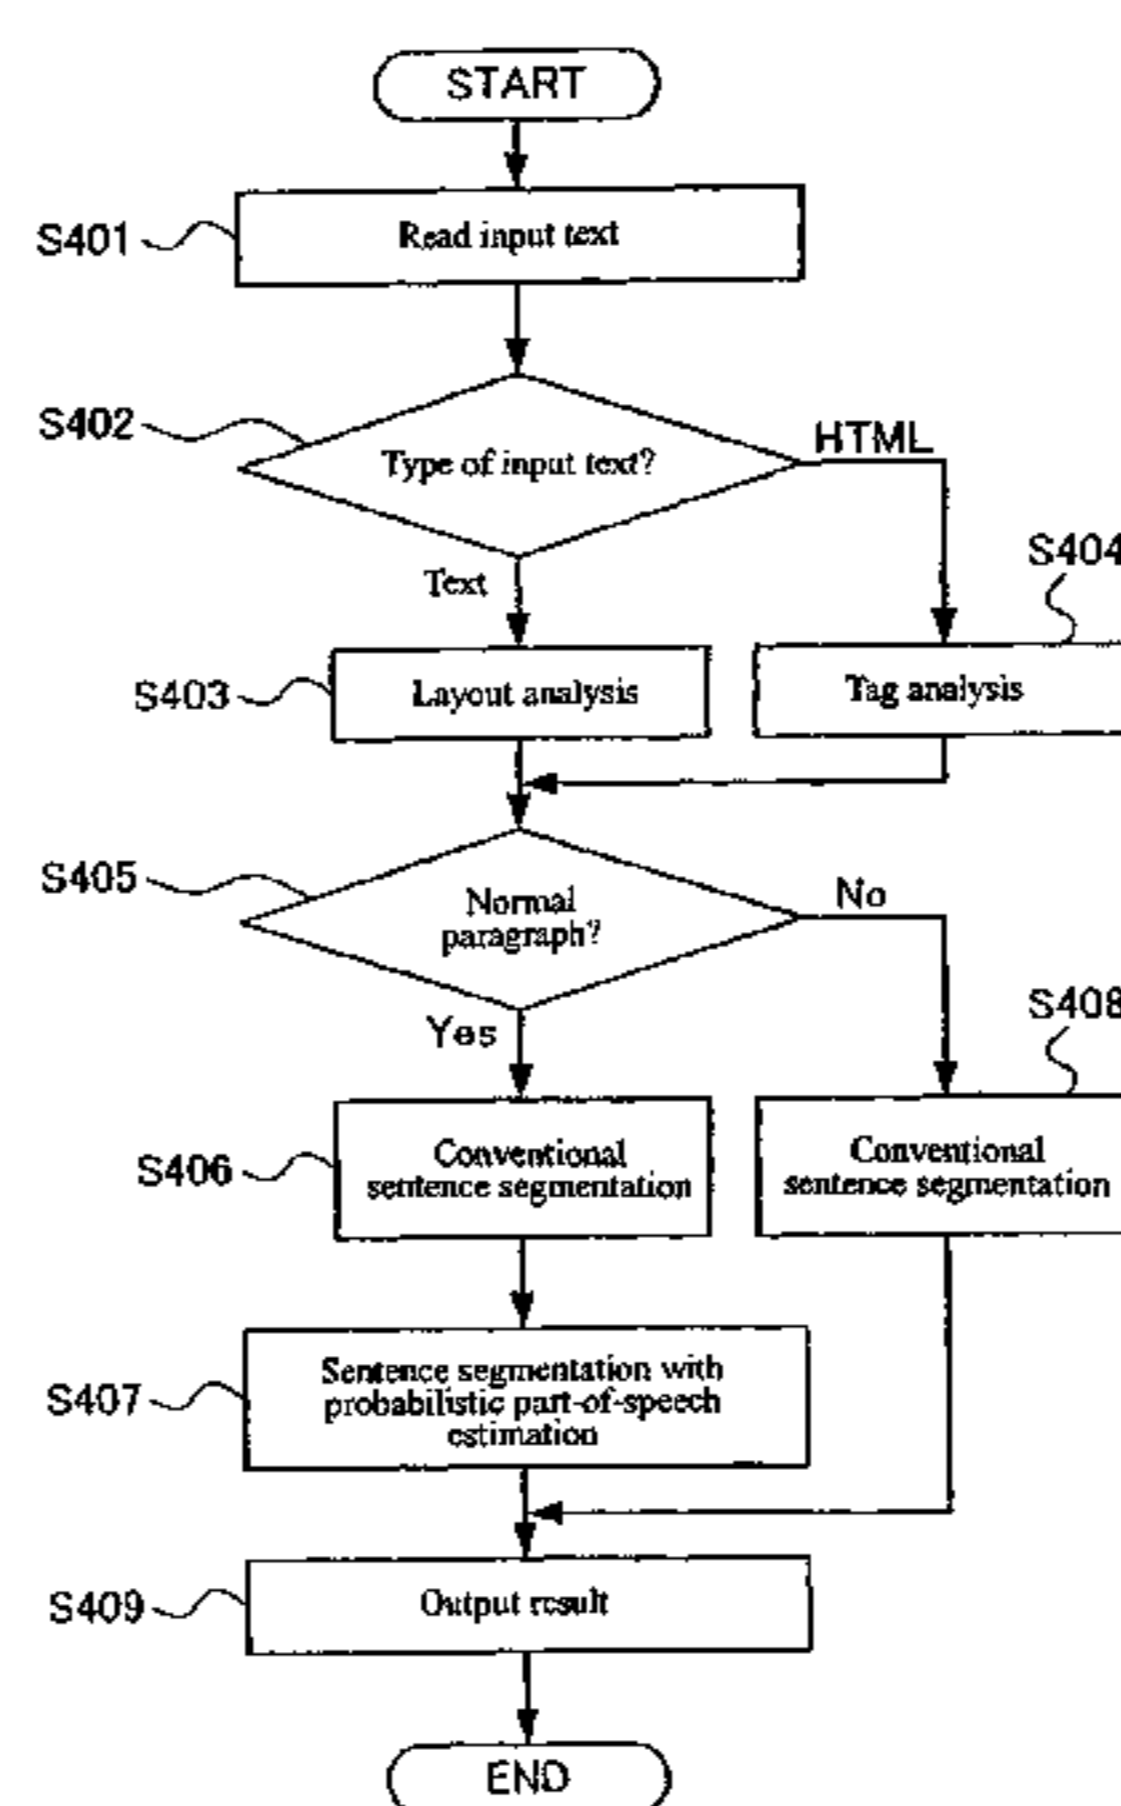 START
S401
Read input text
S402
Type of input text?
HTML
Text
S404
S403
Layout analysis
Tag analysis
S405
Normal
paragraph?
No
Yes
S408
S406
Conventional
sentence segmentation
Conventional
sentence segmentation
S407
Sentence segmentation with
probabilistic part-of-speech
estimation
S409
Output result
END